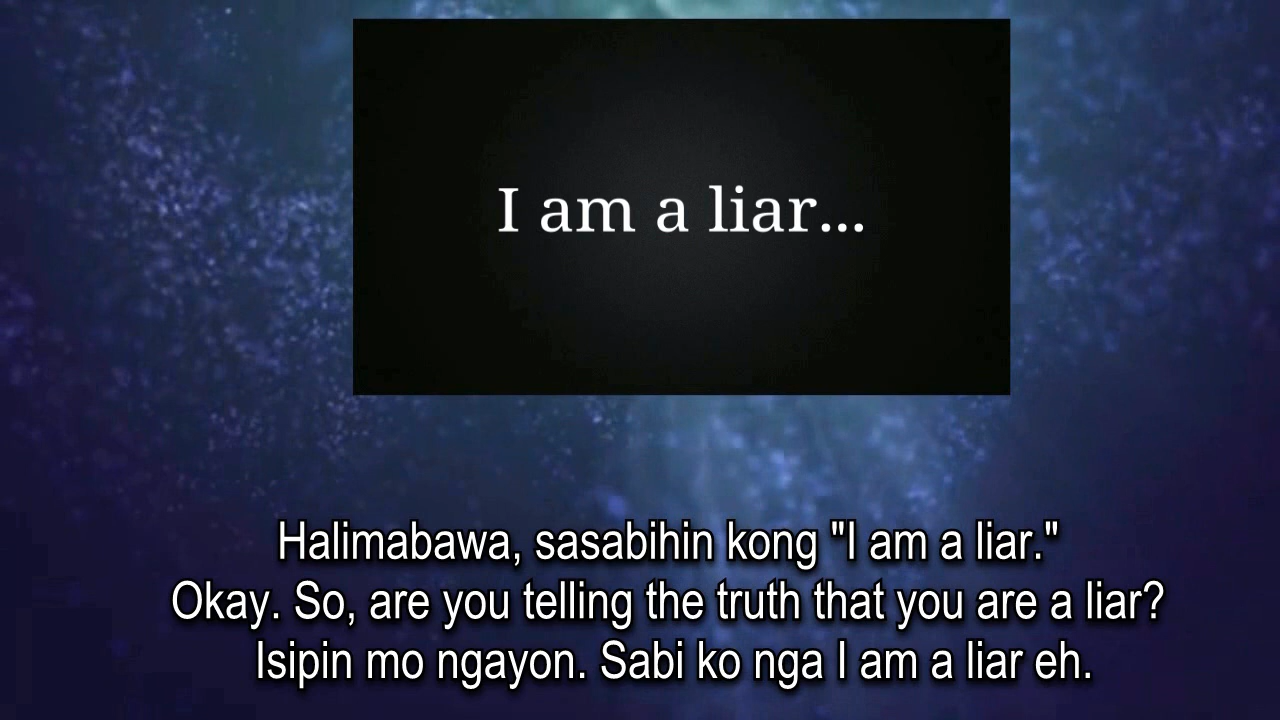 I am a liar...
Halimabawa, sasabihin kong "I am a liar."
Okay. So, are you telling the truth that you are a liar?
Isipin mo ngayon. Sabi ko nga I am a liar eh.